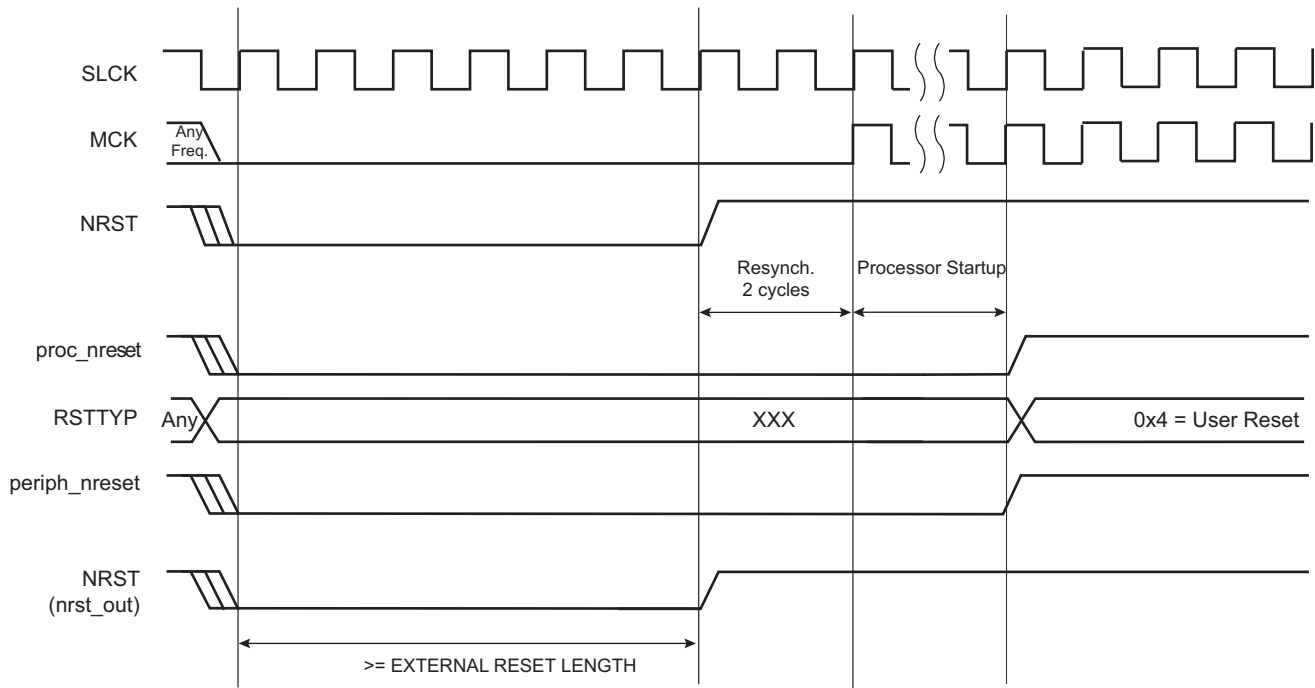 SLCK
MCK
Any
Freq.
NRST
Resynch.
2 cycles
Processor Startup
proc_nreset
RSTTYP
Any
XXX
0x4 = User Reset
periph_nreset
NRST
(nrst_out)
>= EXTERNAL RESET LENGTH